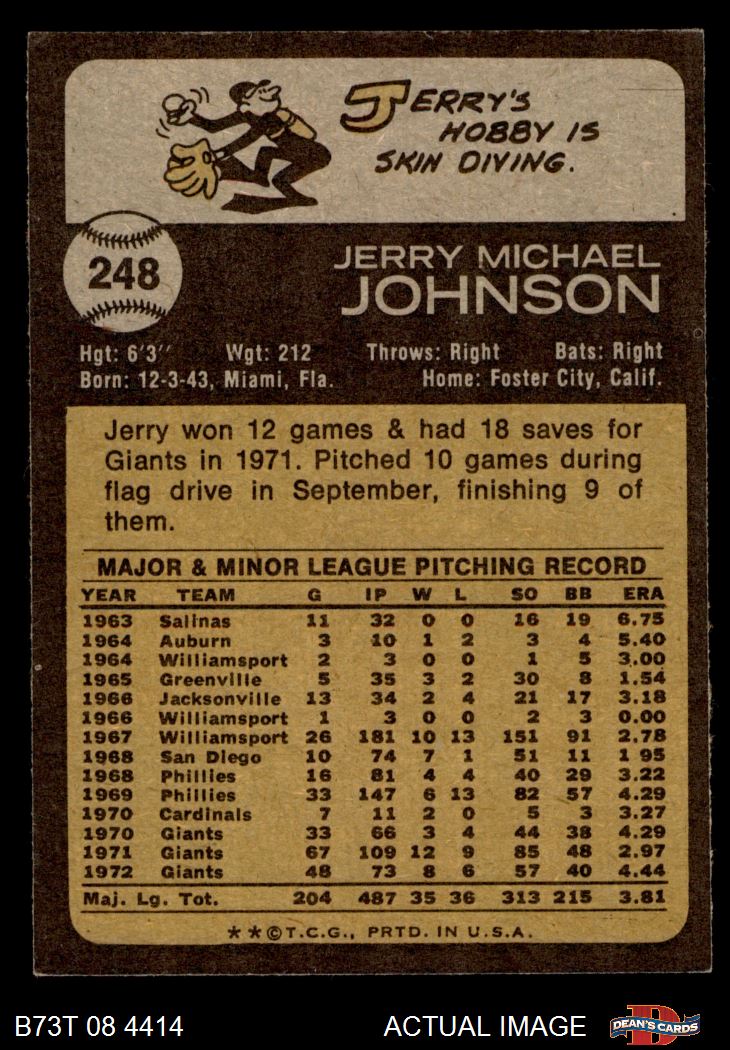 JERRY'S
HOBBY IS
SKIN DIVING.
248
JERRY MICHAEL
JOHNSON
Hgt: 6'3" Wgt: 212 Throws: Right Bats: Right
Born: 12-3-43, Miami, Fla. Home: Foster City, Calif.
Jerry won 12 games & had 18 saves for
Giants in 1971. Pitched 10 games during
flag drive in September, finishing 9 of
them.
MAJOR & MINOR LEAGUE PITCHING RECORD
YEAR TEAM G IP W L SO BB ERA
1963 Salinas 11 32 0 0 16 19 6.75
1964 Auburn 3 10 1 2 3 4 5.40
1964 Williamsport 2 3 0 0 1 5 3.00
1965 Greenville 5 35 3 2 30 8 1.54
1966 Jacksonville 13 34 2 4 21 17 3.18
1966 Williamsport 1 3 0 0 2 3 0.00
1967 Williamsport 26 181 10 13 151 91 2.78
1968 San Diego 10 74 7 1 51 11 1 95
1968 Phillies 16 81 4 4 40 29 3.22
1969 Phillies 33 147 6 13 82 57 4.29
1970 Cardinals 7 11 2 0 5 3 3.27
1970 Giants 33 66 3 4 44 38 4.29
1971 Giants 67 109 12 9 85 48 2.97
1972 Giants 48 73 8 6 57 40 4.44
Maj. Lg. Tot. 204 487 35 36 313 215 3.81
**©T.C.G., PRTD. IN U.S.A.
B73T 08 4414 ACTUAL IMAGE DEAN'S CARDS